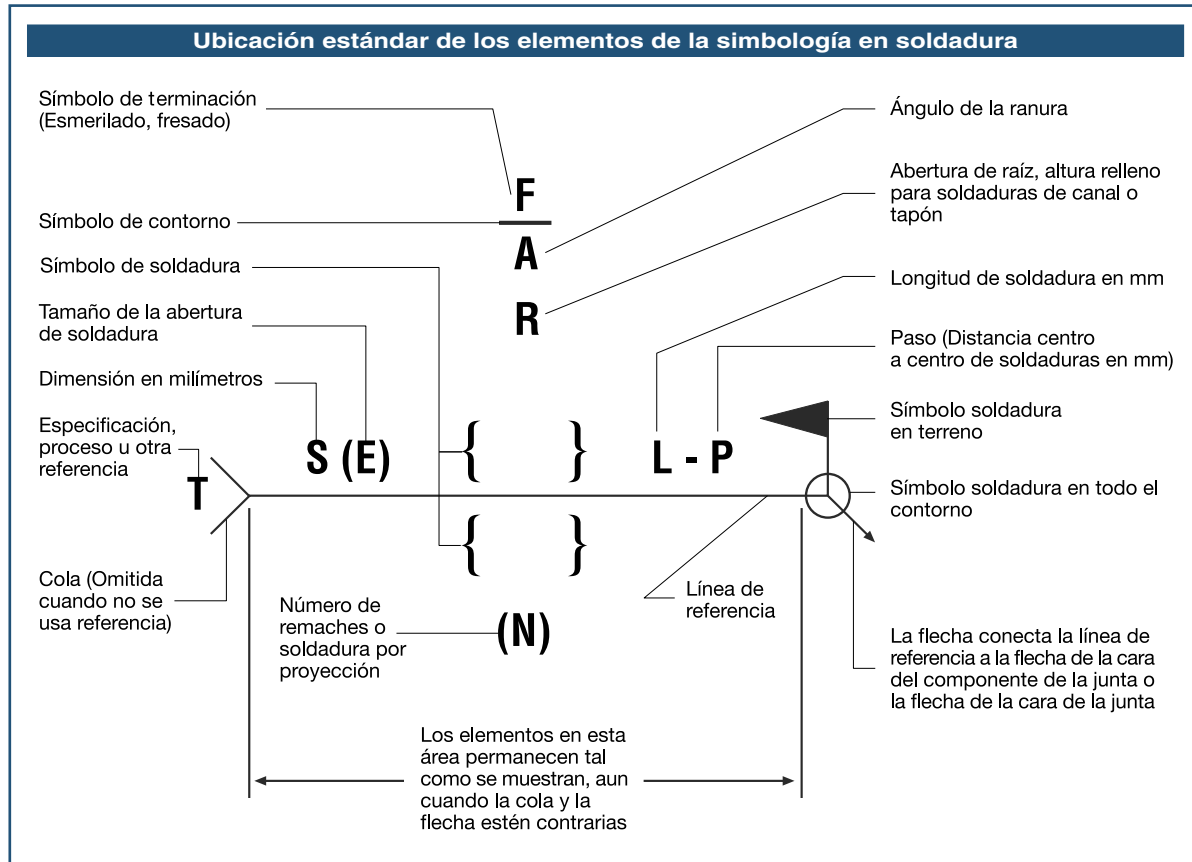 Ubicación estándar de los elementos de la simbología en soldadura
Símbolo de terminación
(Esmerilado, fresado)
Símbolo de contorno
Símbolo de soldadura
Tamaño de la abertura
de soldadura
Dimensión en milímetros
Especificación,
proceso u otra
referencia
Cola (Omitida
cuando no se
usa referencia)
Número de
remaches o
soldadura por
proyección
F
A
R
T
S (E)
{ }
L - P
{ }
(N)
Ángulo de la ranura
Abertura de raíz, altura relleno
para soldaduras de canal o
tapón
Longitud de soldadura en mm
Paso (Distancia centro
a centro de soldaduras en mm)
Símbolo soldadura
en terreno
Símbolo soldadura en todo el
contorno
Línea de
referencia
La flecha conecta la línea de
referencia a la flecha de la cara
del componente de la junta o
la flecha de la cara de la junta
Los elementos en esta
área permanecen tal
como se muestran, aun
cuando la cola y la
flecha estén contrarias